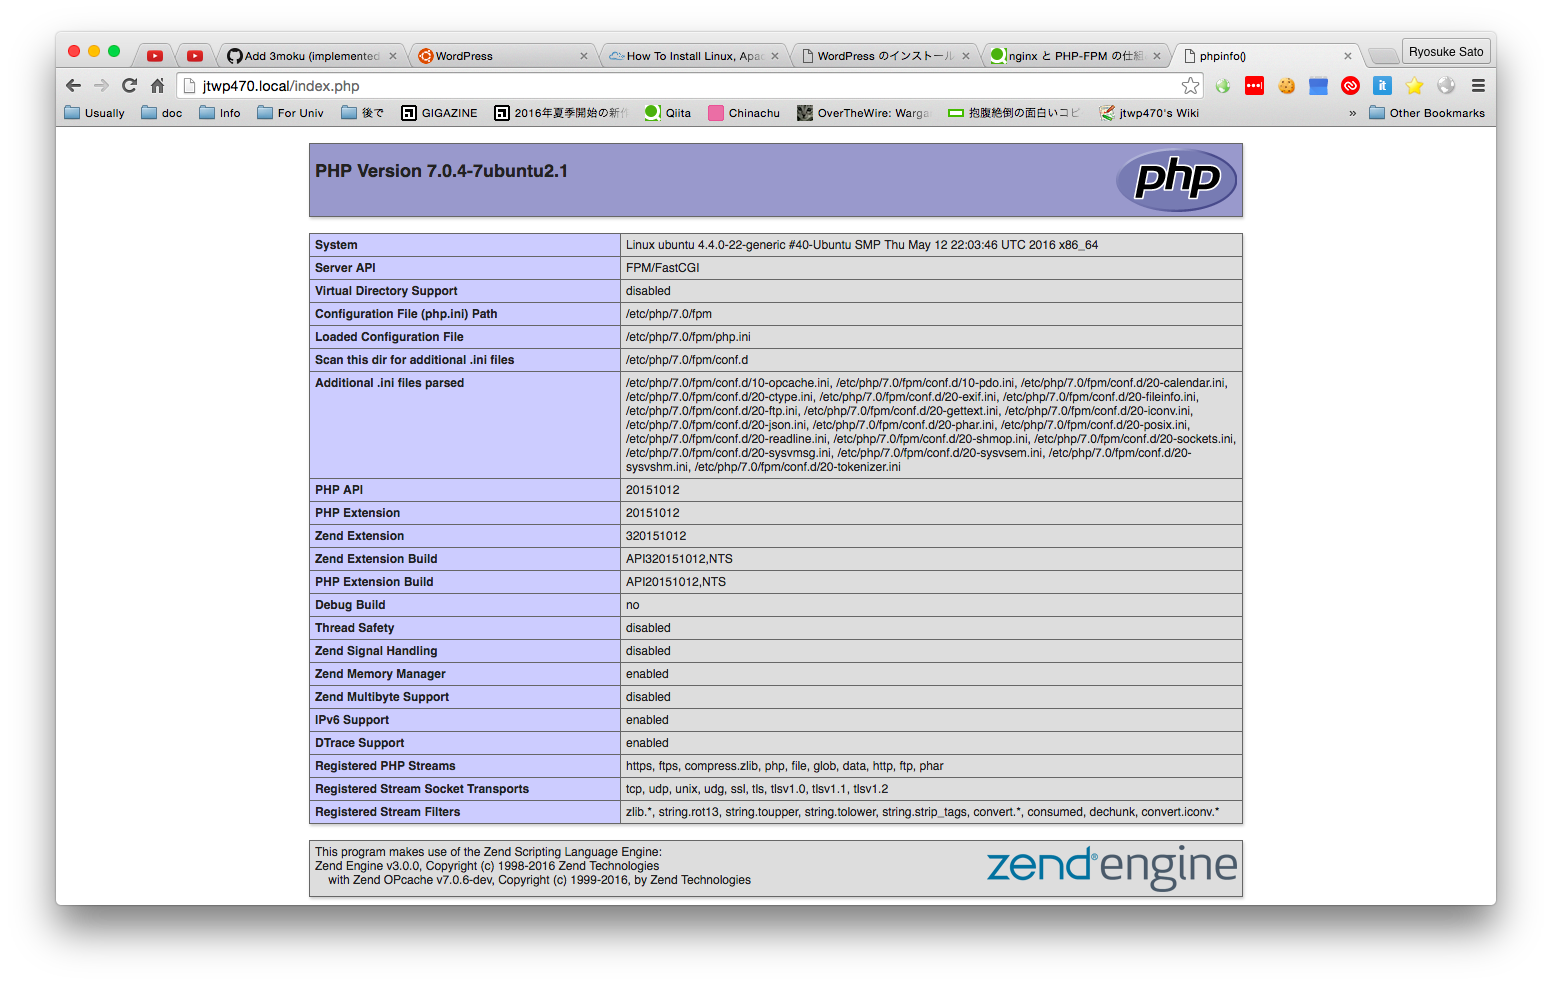 Add 3moku (implemented
WordPress
How To Install Linux, Apa
WordPress のインストール
nginx と PHP-FPM の仕組
phpinfo()
Ryosuke Sato
jtwp470.local/index.php
Usually
doc
Info
For Univ
後で
GIGAZINE
2016年夏季開始の新作
Qiita
Chinachu
OverTheWire: Warga
抱腹絶倒の面白いコピ
jtwp470's Wiki
»
Other Bookmarks
PHP Version 7.0.4-7ubuntu2.1
php
System Linux ubuntu 4.4.0-22-generic #40-Ubuntu SMP Thu May 12 22:03:46 UTC 2016 x86_64
Server API FPM/FastCGI
Virtual Directory Support disabled
Configuration File (php.ini) Path /etc/php/7.0/fpm
Loaded Configuration File /etc/php/7.0/fpm/php.ini
Scan this dir for additional .ini files /etc/php/7.0/fpm/conf.d
Additional .ini files parsed /etc/php/7.0/fpm/conf.d/10-opcache.ini, /etc/php/7.0/fpm/conf.d/10-pdo.ini, /etc/php/7.0/fpm/conf.d/20-calendar.ini,
/etc/php/7.0/fpm/conf.d/20-ctype.ini, /etc/php/7.0/fpm/conf.d/20-exif.ini, /etc/php/7.0/fpm/conf.d/20-fileinfo.ini,
/etc/php/7.0/fpm/conf.d/20-ftp.ini, /etc/php/7.0/fpm/conf.d/20-gettext.ini, /etc/php/7.0/fpm/conf.d/20-iconv.ini,
/etc/php/7.0/fpm/conf.d/20-json.ini, /etc/php/7.0/fpm/conf.d/20-phar.ini, /etc/php/7.0/fpm/conf.d/20-posix.ini,
/etc/php/7.0/fpm/conf.d/20-readline.ini, /etc/php/7.0/fpm/conf.d/20-shmop.ini, /etc/php/7.0/fpm/conf.d/20-sockets.ini,
/etc/php/7.0/fpm/conf.d/20-sysvmsg.ini, /etc/php/7.0/fpm/conf.d/20-sysvsem.ini, /etc/php/7.0/fpm/conf.d/20-
sysvshm.ini, /etc/php/7.0/fpm/conf.d/20-tokenizer.ini
PHP API 20151012
PHP Extension 20151012
Zend Extension 320151012
Zend Extension Build API320151012,NTS
PHP Extension Build API20151012,NTS
Debug Build no
Thread Safety disabled
Zend Signal Handling disabled
Zend Memory Manager enabled
Zend Multibyte Support disabled
IPv6 Support enabled
DTrace Support enabled
Registered PHP Streams https, ftps, compress.zlib, php, file, glob, data, http, ftp, phar
Registered Stream Socket Transports tcp, udp, unix, udg, ssl, tls, tlsv1.0, tlsv1.1, tlsv1.2
Registered Stream Filters zlib.*, string.rot13, string.toupper, string.tolower, string.strip_tags, convert.*, consumed, dechunk, convert.iconv.*
This program makes use of the Zend Scripting Language Engine:
Zend Engine v3.0.0, Copyright (c) 1998-2016 Zend Technologies
with Zend OPcache v7.0.6-dev, Copyright (c) 1999-2016, by Zend Technologies
zend® engine